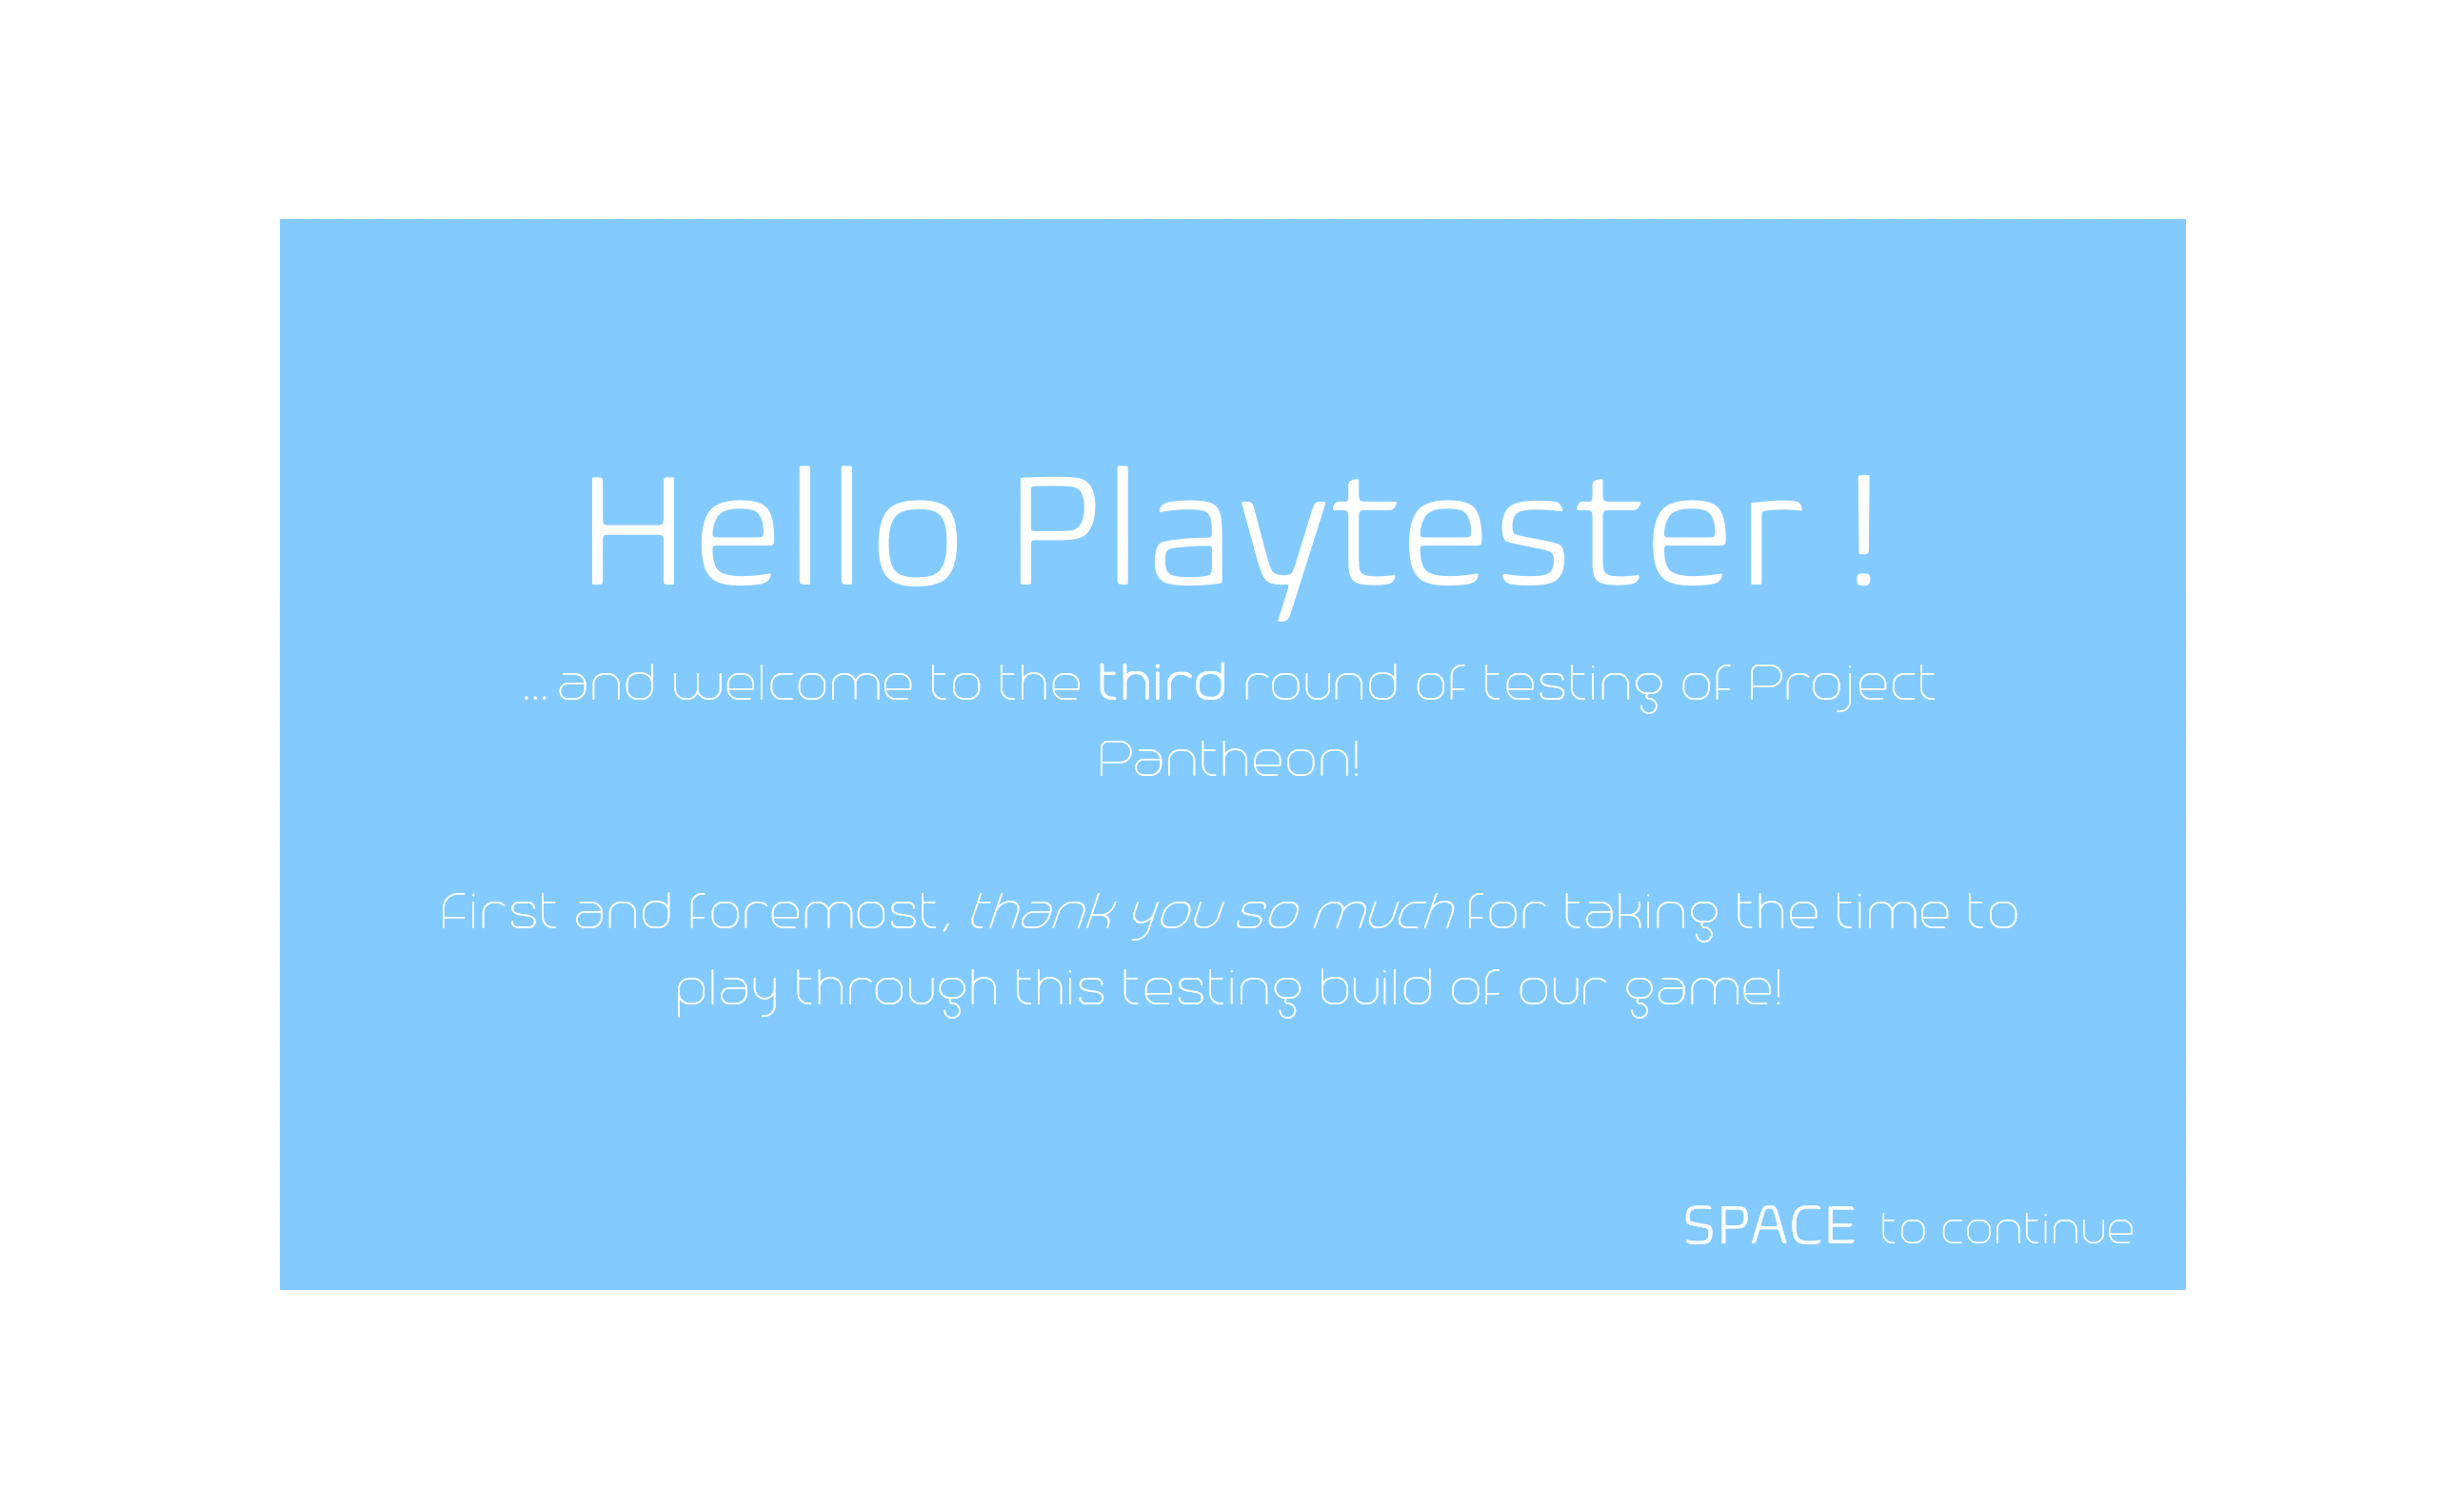 Hello Playtester !
... and welcome to the third round of testing of Project
Pantheon!
First and foremost, thank you so much for taking the time to
play through this testing build of our game!
SPACE to continue